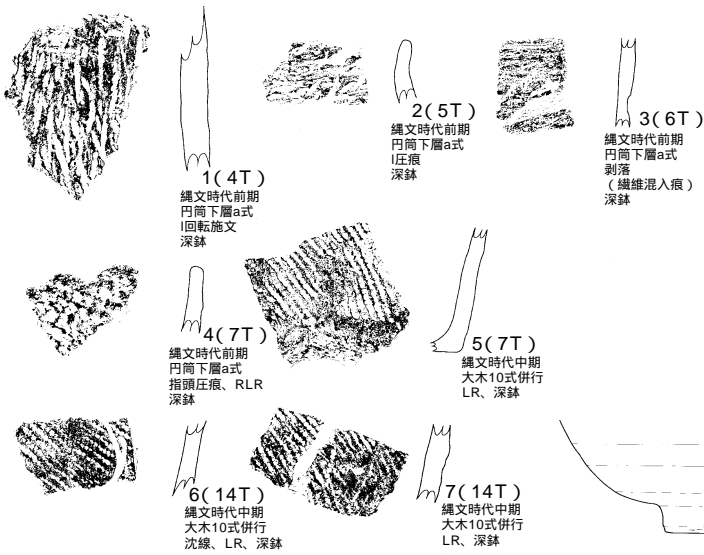 1(4T)
縄文時代前期
円筒下層a式
l回転施文
深鉢
2(5T)
縄文時代前期
円筒下層a式
l圧痕
深鉢
3(6T)
縄文時代前期
円筒下層a式
剥落
(繊維混入痕)
深鉢
4(7T)
縄文時代前期
円筒下層a式
指頭圧痕、RLR
深鉢
5(7T)
縄文時代中期
大木10式併行
LR、深鉢
6(14T)
縄文時代中期
大木10式併行
沈線、LR、深鉢
7(14T)
縄文時代中期
大木10式併行
LR、深鉢